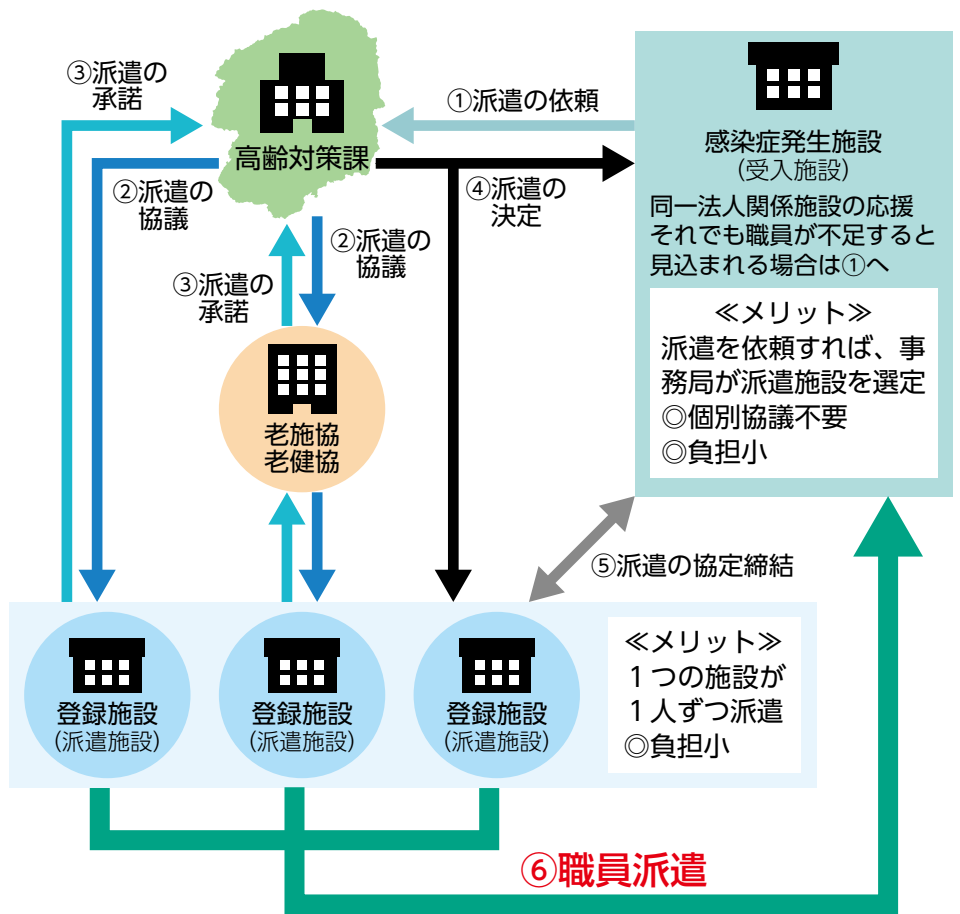 ③派遣の
承諾
高齢対策課
①派遣の依頼
感染症発生施設
(受入施設)
同一法人関係施設の応援
それでも職員が不足すると
見込まれる場合は①へ
≪メリット≫
派遣を依頼すれば、事
務局が派遣施設を選定
◎個別協議不要
◎負担小
②派遣の
協議
④派遣の
決定
②派遣の
協議
③派遣の
承諾
老施協
老健協
⑤派遣の協定締結
登録施設
(派遣施設)
登録施設
(派遣施設)
登録施設
(派遣施設)
≪メリット≫
1つの施設が
1人ずつ派遣
◎負担小
⑥職員派遣